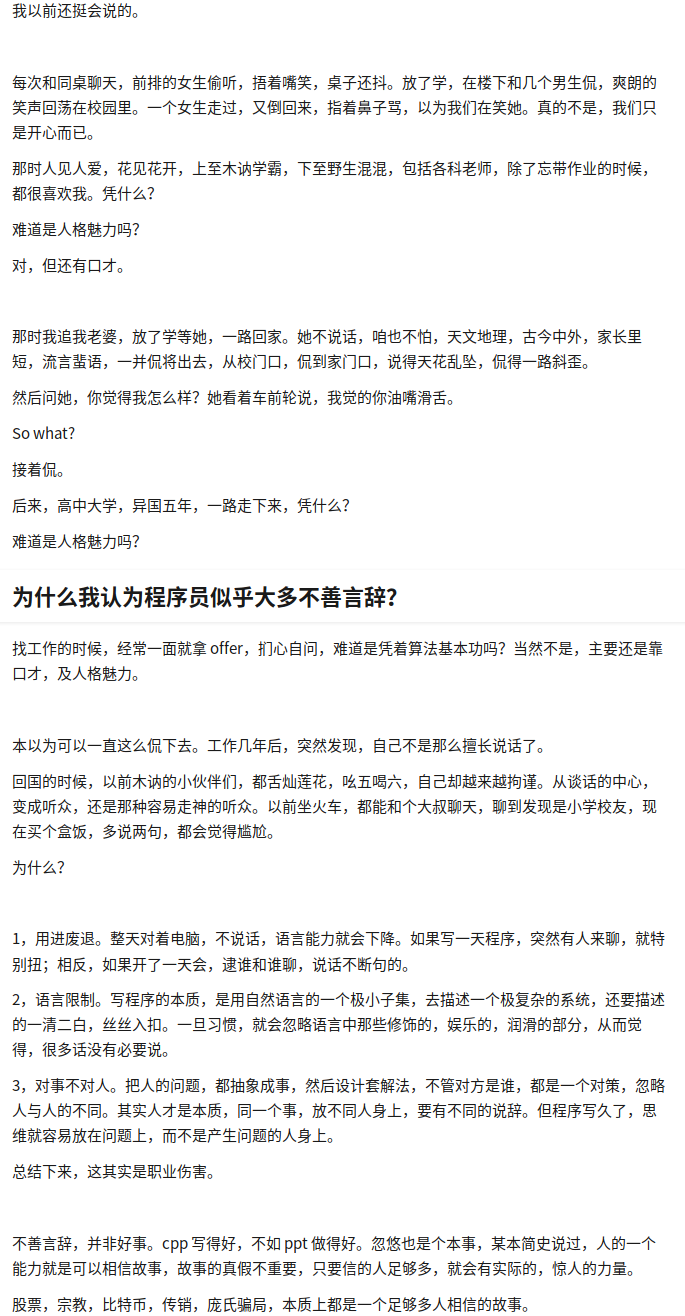 我以前还挺会说的。
每次和同桌聊天，前排的女生偷听，捂着嘴笑，桌子还抖。放了学，在楼下和几个男生侃，爽朗的
笑声回荡在校园里。一个女生走过，又倒回来，指着鼻子骂，以为我们在笑她。真的不是，我们只
是开心而已。
那时人见人爱，花见花开，上至木讷学霸，下至野生混混，包括各科老师，除了忘带作业的时候，
都很喜欢我。凭什么？
难道是人格魅力吗？
对，但还有口才。
那时我追我老婆，放了学等她，一路回家。她不说话，咱也不怕，天文地理，古今中外，家长里
短，流言蜚语，一并侃将出去，从校门口，侃到家门口，说得天花乱坠，侃得一路斜歪。
然后问她，你觉得我怎么样？她看着车前轮说，我觉的你油嘴滑舌。
So what?
接着侃。
后来，高中大学，异国五年，一路走下来，凭什么？
难道是人格魅力吗？
为什么我认为程序员似乎大多不善言辞？
找工作的时候，经常一面就拿 offer，扪心自问，难道是凭着算法基本功吗？当然不是，主要还是靠
口才，及人格魅力。
本以为可以一直这么侃下去。工作几年后，突然发现，自己不是那么擅长说话了。
回国的时候，以前木讷的小伙伴们，都舌灿莲花，吆五喝六，自己却越来越拘谨。从谈话的中心，
变成听众，还是那种容易走神的听众。以前坐火车，都能和个大叔聊天，聊到发现是小学校友，现
在买个盒饭，多说两句，都会觉得尴尬。
为什么？
1，用进废退。整天对着电脑，不说话，语言能力就会下降。如果写一天程序，突然有人来聊，就特
别扭；相反，如果开了一天会，逮谁和谁聊，说话不断句的。
2，语言限制。写程序的本质，是用自然语言的一个极小子集，去描述一个极复杂的系统，还要描述
的一清二白，丝丝入扣。一旦习惯，就会忽略语言中那些修饰的，娱乐的，润滑的部分，从而觉
得，很多话没有必要说。
3，对事不对人。把人的问题，都抽象成事，然后设计套解法，不管对方是谁，都是一个对策，忽略
人与人的不同。其实人才是本质，同一个事，放不同人身上，要有不同的说辞。但程序写久了，思
维就容易放在问题上，而不是产生问题的人身上。
总结下来，这其实是职业伤害。
不善言辞，并非好事。cpp 写得好，不如 ppt 做得好。忽悠也是个本事，某本简史说过，人的一个
能力就是可以相信故事，故事的真假不重要，只要信的人足够多，就会有实际的，惊人的力量。
股票，宗教，比特币，传销，庞氏骗局，本质上都是一个足够多人相信的故事。